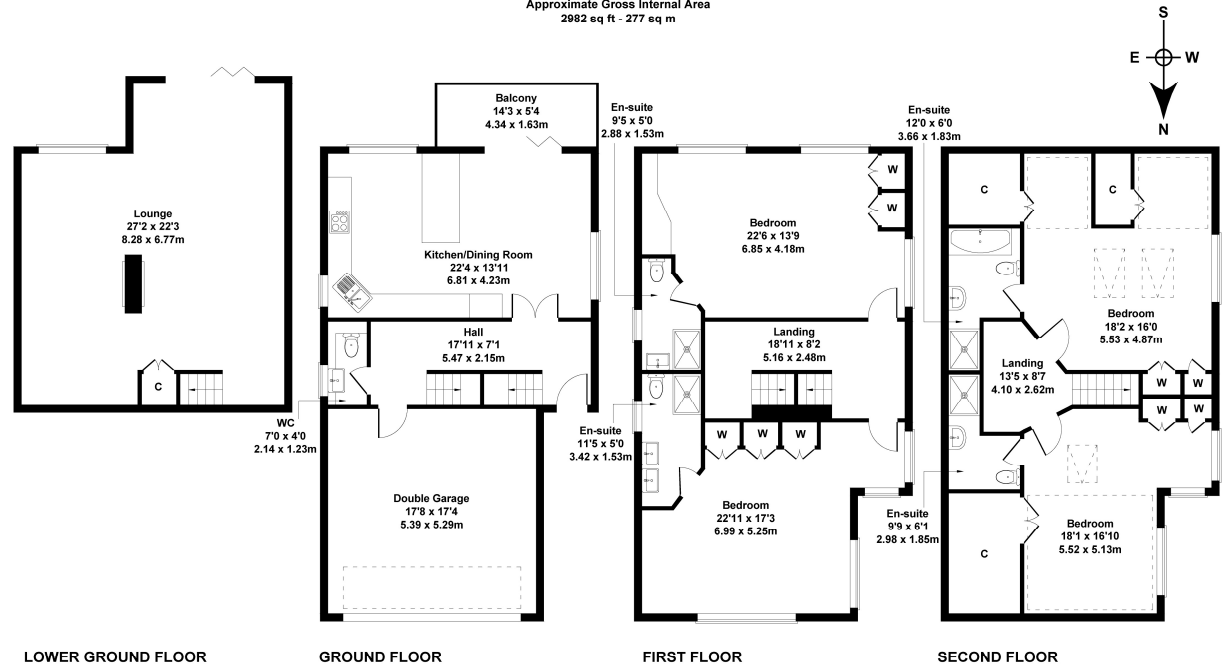 Approximate Gross Internal Area
2982 sq ft - 277 sq m
S
E W
N
Lounge
27'2 x 22'3
8.28 x 6.77m
C
LOWER GROUND FLOOR
Balcony
14'3 x 5'4
4.34 x 1.63m
Kitchen/Dining Room
22'4 x 13'11
6.81 x 4.23m
Hall
17'11 x 7'1
5.47 x 2.15m
WC
7'0 x 4'0
2.14 x 1.23m
Double Garage
17'8 x 17'4
5.39 x 5.29m
GROUND FLOOR
En-suite
9'5 x 5'0
2.88 x 1.53m
W
W
Bedroom
22'6 x 13'9
6.85 x 4.18m
Landing
18'11 x 8'2
5.16 x 2.48m
En-suite
11'5 x 5'0
3.42 x 1.53m
W W W
Bedroom
22'11 x 17'3
6.99 x 5.25m
FIRST FLOOR
En-suite
12'0 x 6'0
3.66 x 1.83m
C C
Bedroom
18'2 x 16'0
5.53 x 4.87m
Landing
13'5 x 8'7
4.10 x 2.62m
W W
W W
En-suite
9'9 x 6'1
2.98 x 1.85m
Bedroom
18'1 x 16'10
5.52 x 5.13m
C
SECOND FLOOR